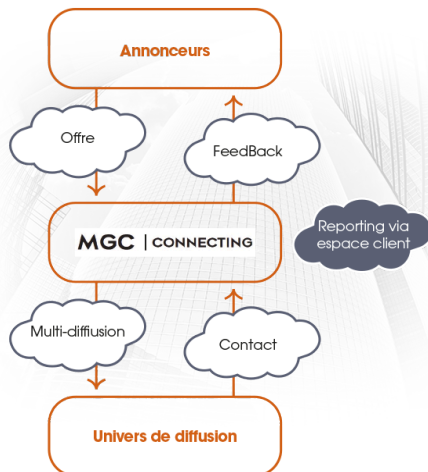 Annonceurs
Offre
FeedBack
MGC | CONNECTING
Reporting via
espace client
Multi-diffusion
Contact
Univers de diffusion